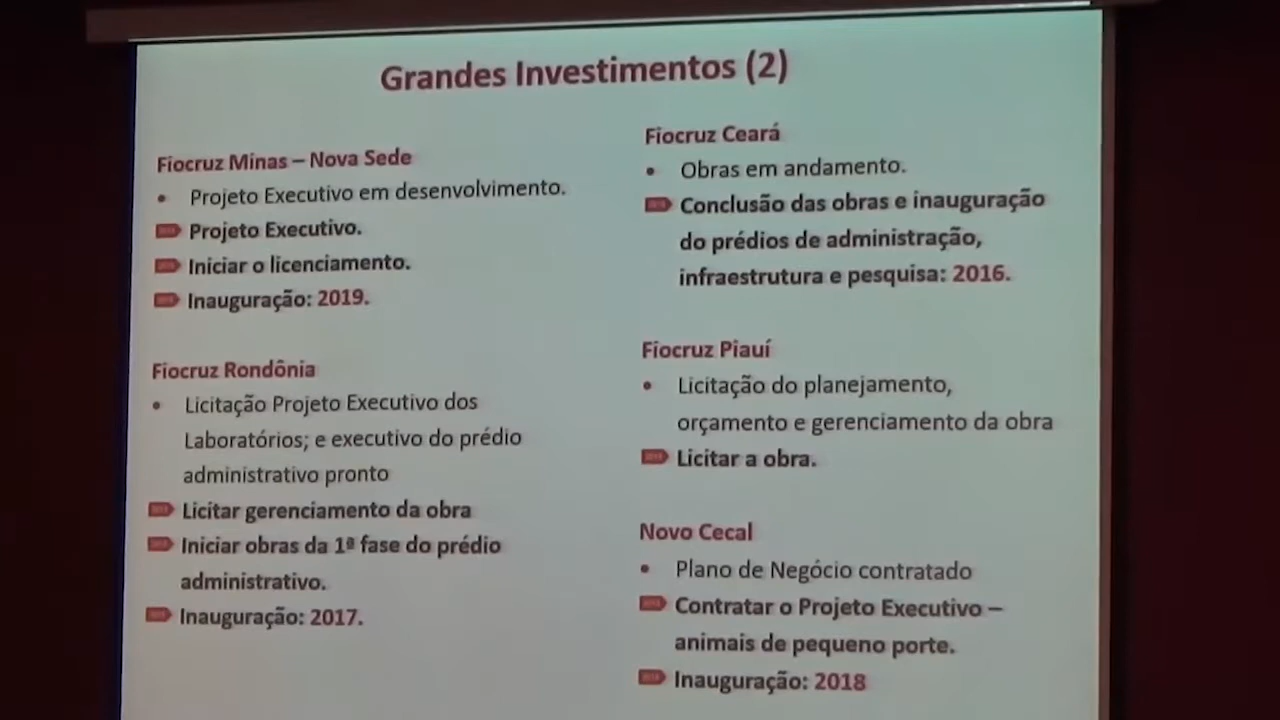 Grandes Investimentos (2)
Fiocruz Minas – Nova Sede
• Projeto Executivo em desenvolvimento.
Projeto Executivo.
Iniciar o licenciamento.
Inauguração: 2019.
Fiocruz Rondônia
• Licitação Projeto Executivo dos
Laboratórios; e executivo do prédio
administrativo pronto
Licitar gerenciamento da obra
Iniciar obras da 1ª fase do prédio
administrativo.
Inauguração: 2017.
Fiocruz Ceará
• Obras em andamento.
Conclusão das obras e inauguração
do prédios de administração,
infraestrutura e pesquisa: 2016.
Fiocruz Piauí
• Licitação do planejamento,
orçamento e gerenciamento da obra
Licitar a obra.
Novo Cecal
• Plano de Negócio contratado
Contratar o Projeto Executivo –
animais de pequeno porte.
Inauguração: 2018